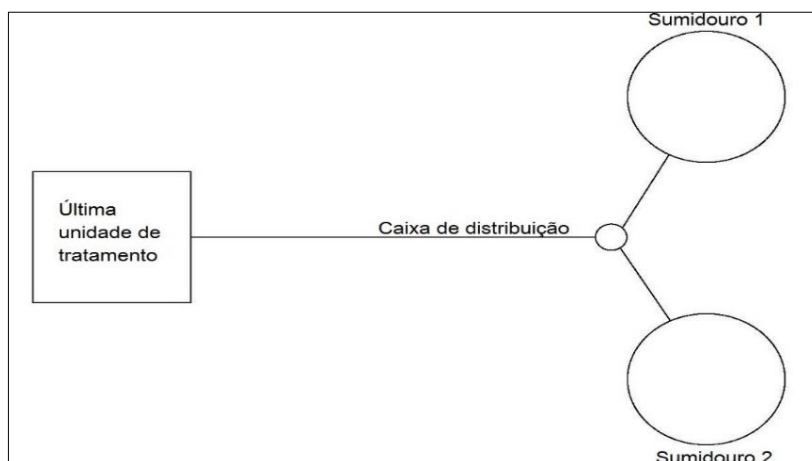 Sumidouro 1
Última
unidade de
tratamento
Caixa de distribuição
Sumidouro 2